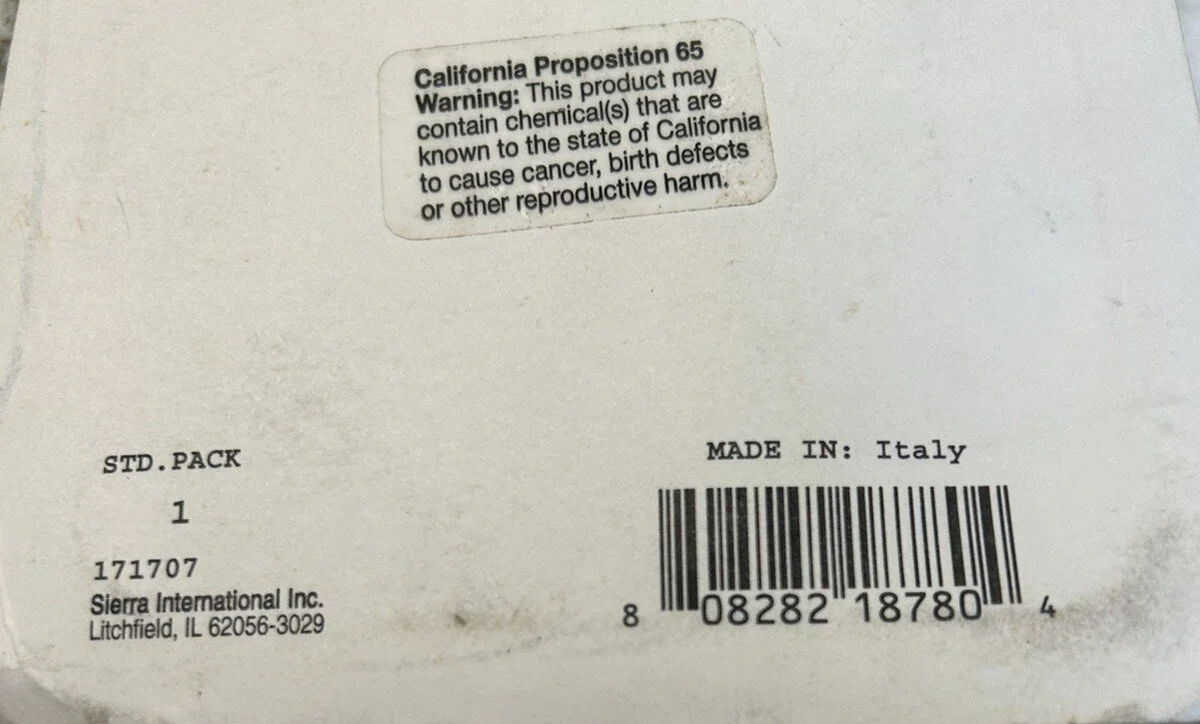 California Proposition 65
Warning: This product may
contain chemical(s) that are
known to the state of California
to cause cancer, birth defects
or other reproductive harm.
STD.PACK
1
171707
Sierra International Inc.
Litchfield, IL 62056-3029
MADE IN: Italy
8 08282 18780 4